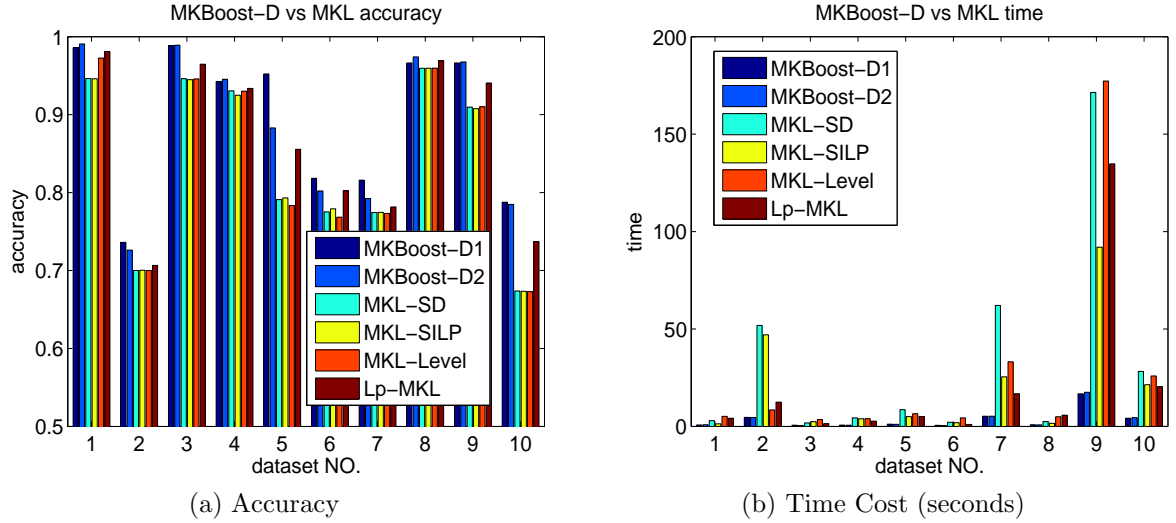 MKBoost−D vs MKL accuracy
1
0.9
0.8
0.7
0.6
0.5
accuracy
MKBoost−D1
MKBoost−D2
MKL−SD
MKL−SILP
MKL−Level
Lp−MKL
1 2 3 4 5 6 7 8 9 10
dataset NO.
(a) Accuracy
MKBoost−D vs MKL time
200
150
100
50
0
time
MKBoost−D1
MKBoost−D2
MKL−SD
MKL−SILP
MKL−Level
Lp−MKL
1 2 3 4 5 6 7 8 9 10
dataset NO.
(b) Time Cost (seconds)